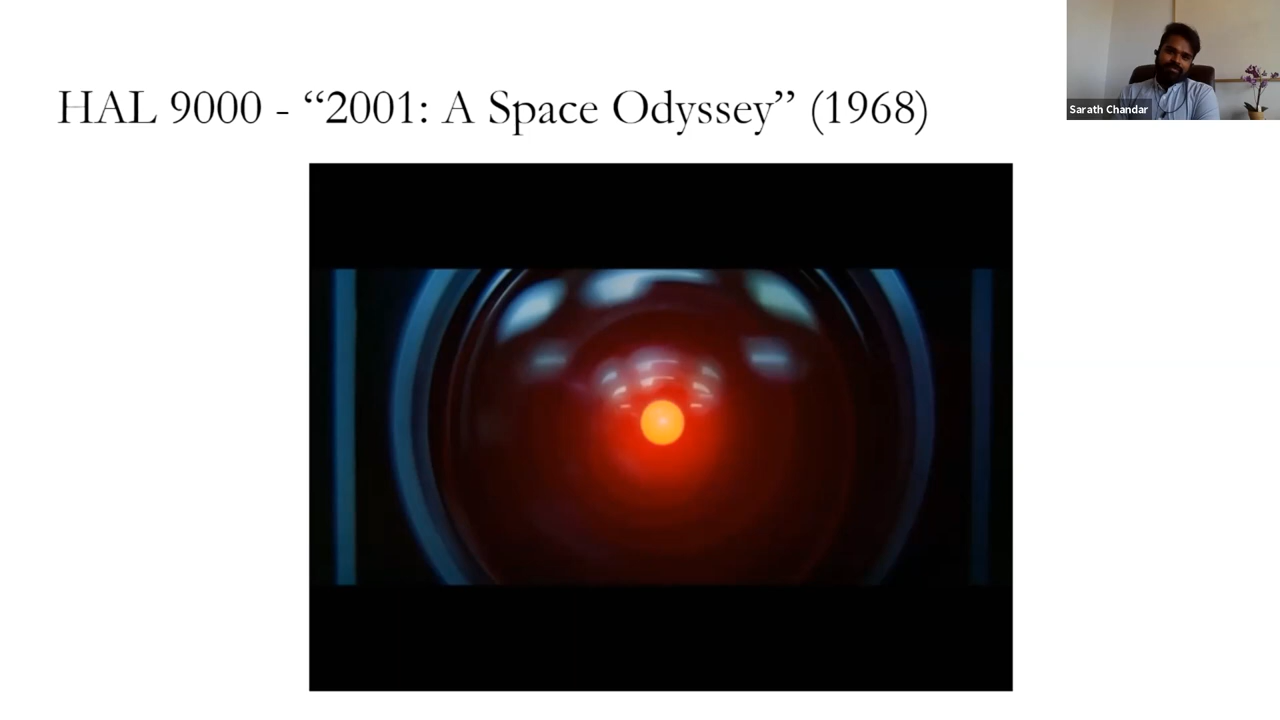 HAL 9000 - “2001: A Space Odyssey” (1968)
Sarath Chandar